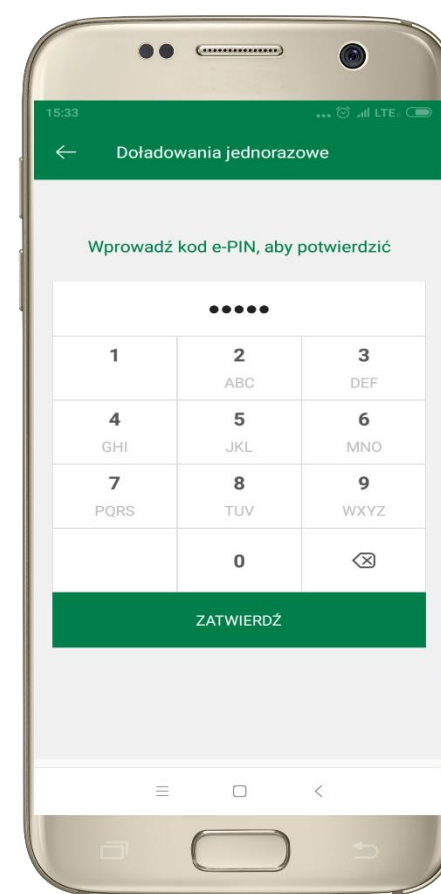 15:33 ... LTE
Doładowania jednorazowe
Wprowadź kod e-PIN, aby potwierdzić
•••••
1 2 3
ABC DEF
4 5 6
GHI JKL MNO
7 8 9
PQRS TUV WXYZ
0
ZATWIERDŹ